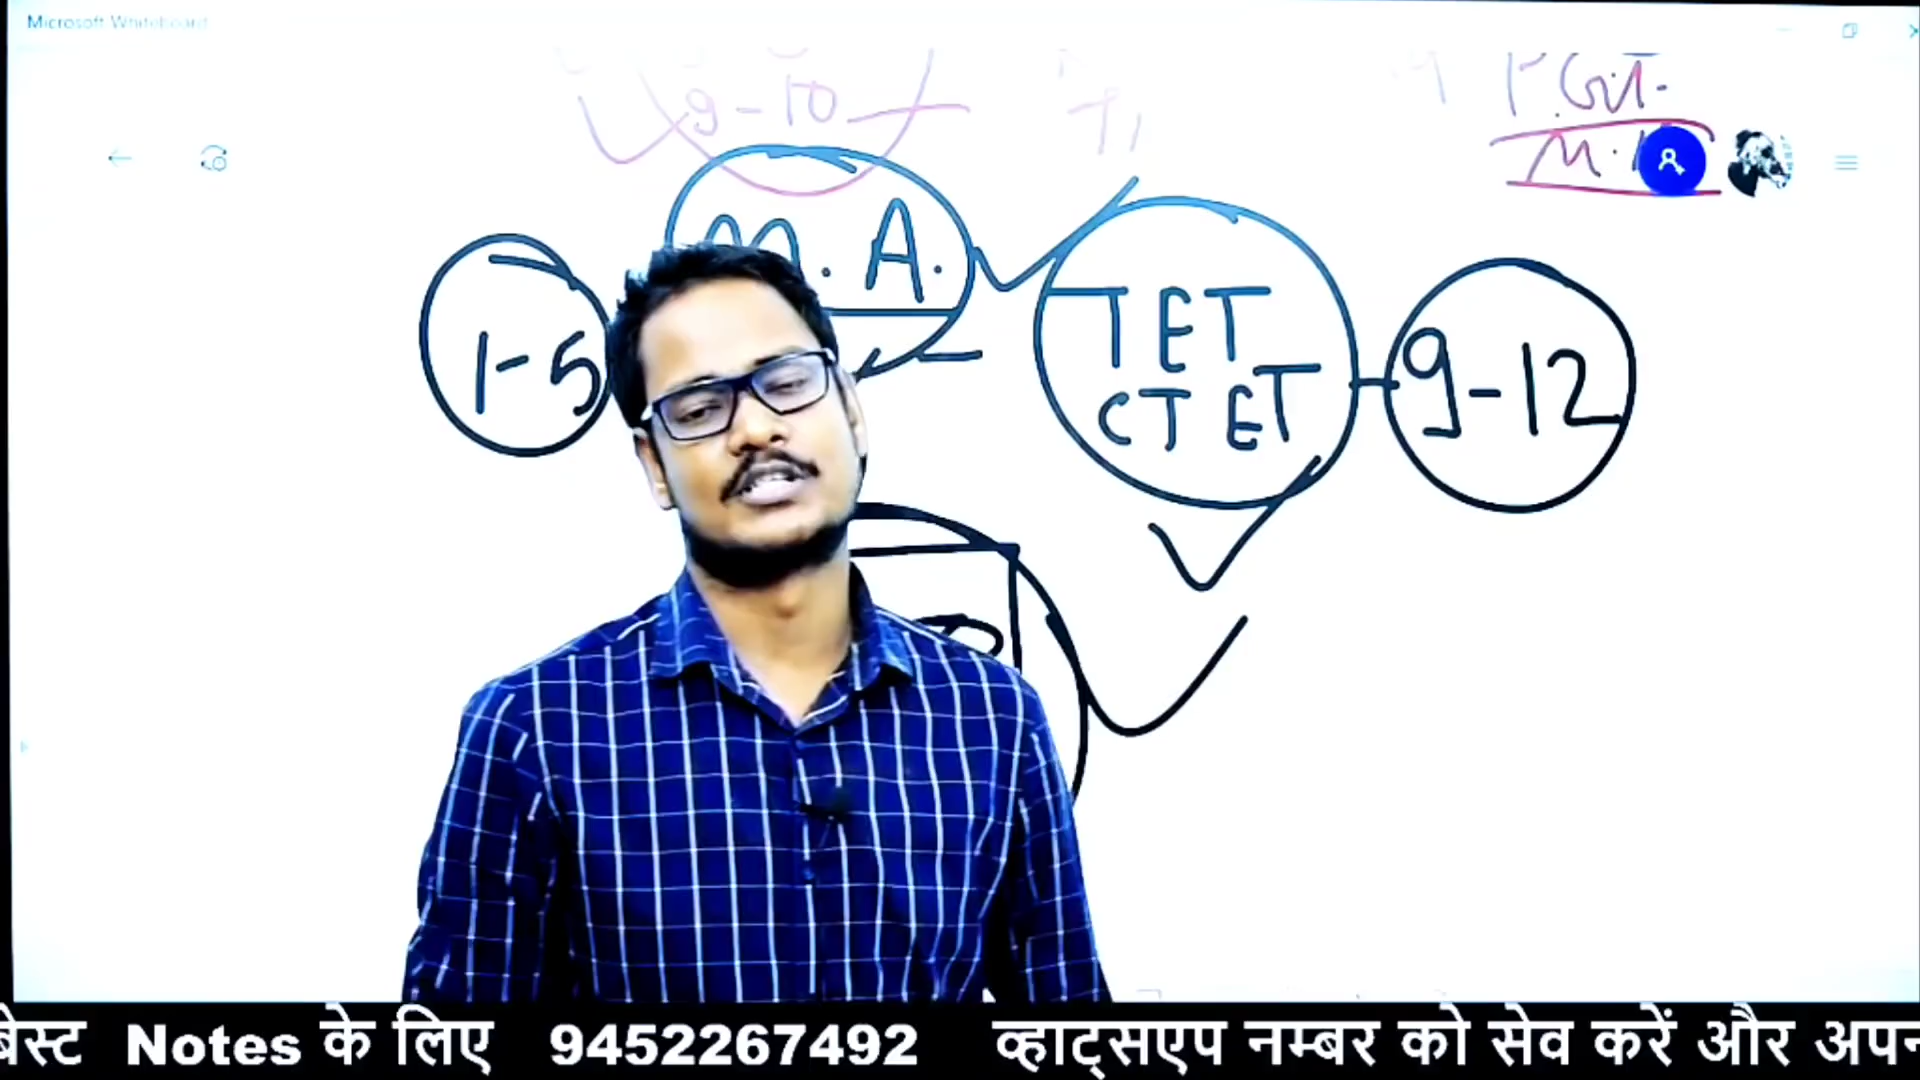 Microsoft Whiteboard
9-10
P.G.T.
M.A.
1-5
TET
CTET
9-12
बेस्ट Notes के लिए 9452267492 व्हाट्सएप नम्बर को सेव करें और अपन